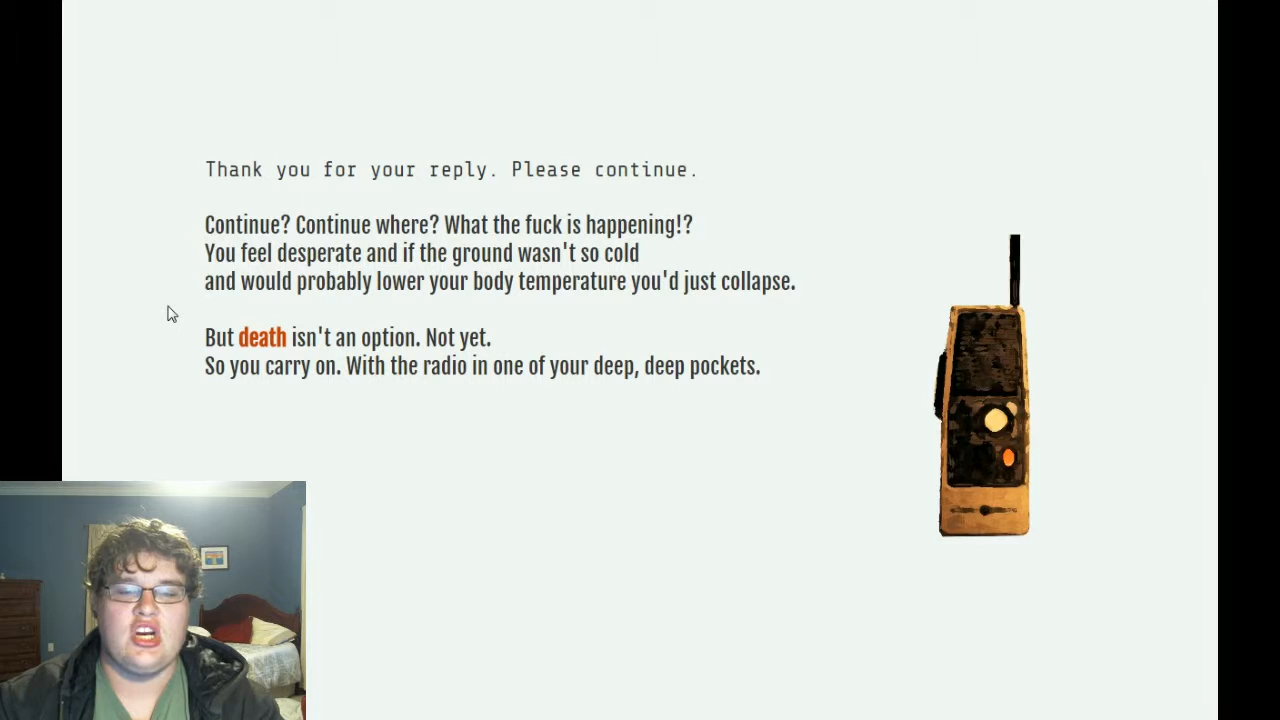 Thank you for your reply. Please continue.
Continue? Continue where? What the fuck is happening!?
You feel desperate and if the ground wasn't so cold
and would probably lower your body temperature you'd just collapse.
But death isn't an option. Not yet.
So you carry on. With the radio in one of your deep, deep pockets.